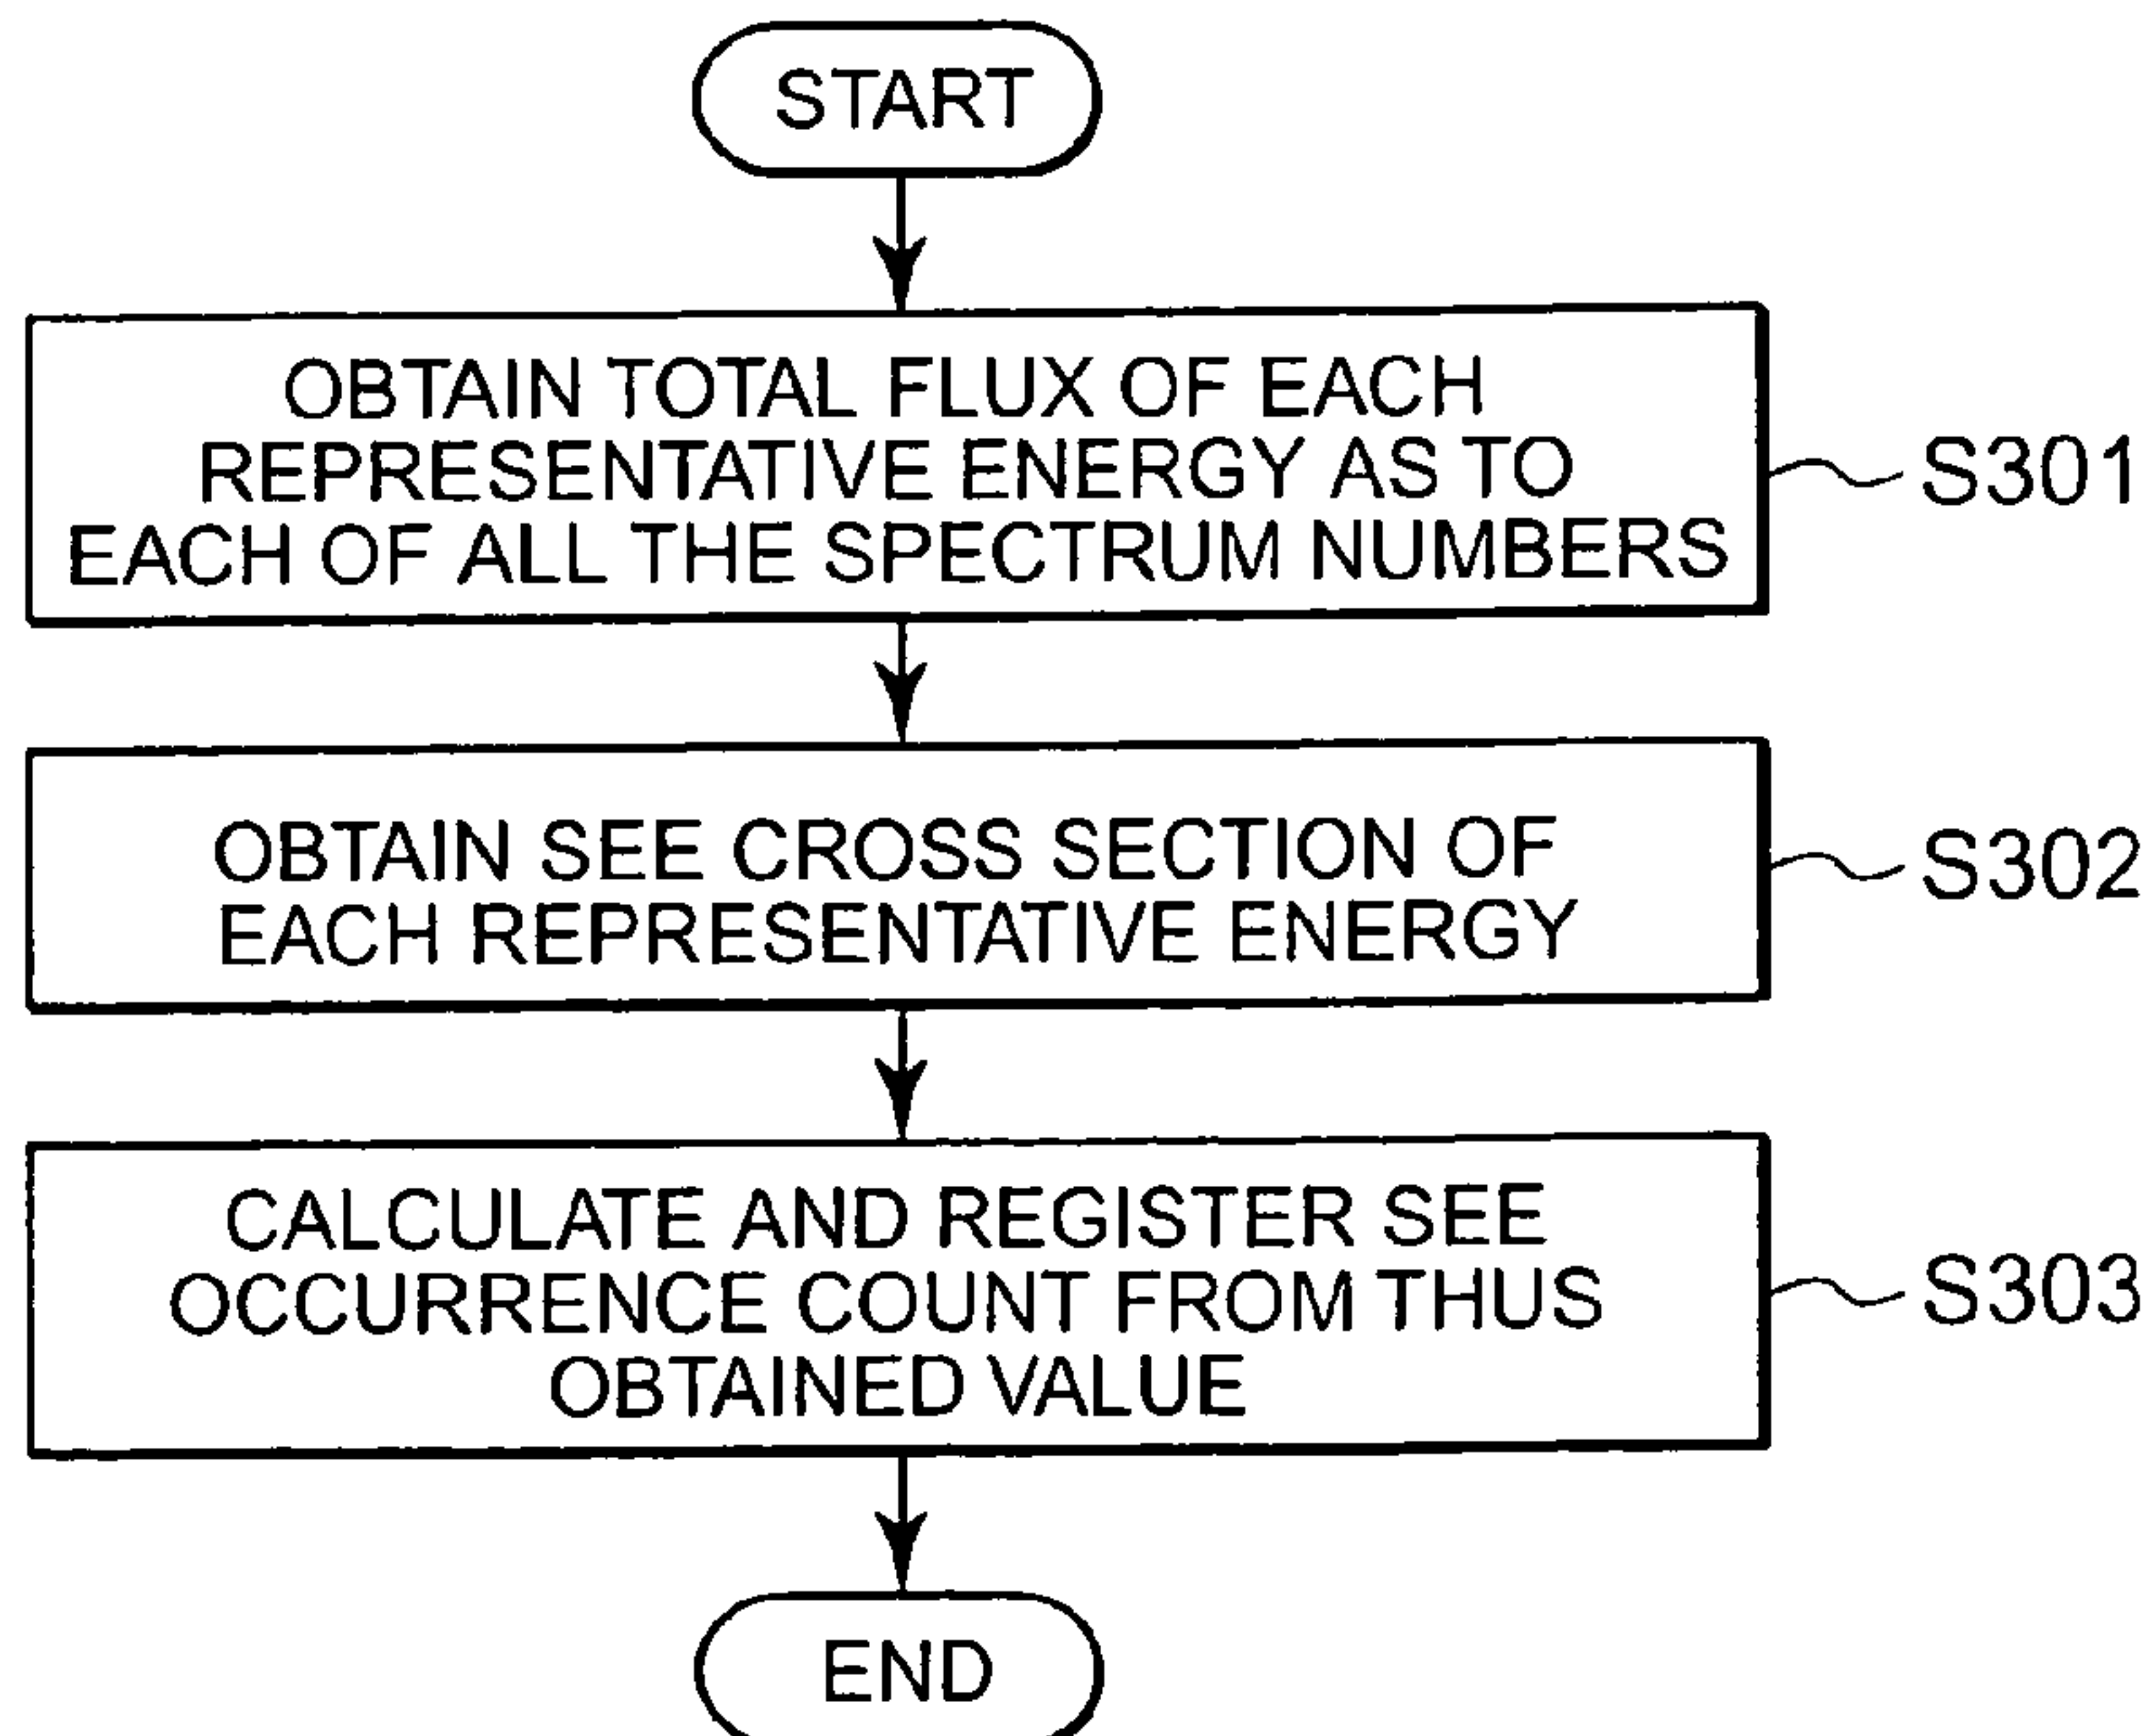 START
OBTAIN TOTAL FLUX OF EACH
REPRESENTATIVE ENERGY AS TO
EACH OF ALL THE SPECTRUM NUMBERS
S301
OBTAIN SEE CROSS SECTION OF
EACH REPRESENTATIVE ENERGY
S302
CALCULATE AND REGISTER SEE
OCCURRENCE COUNT FROM THUS
OBTAINED VALUE
S303
END